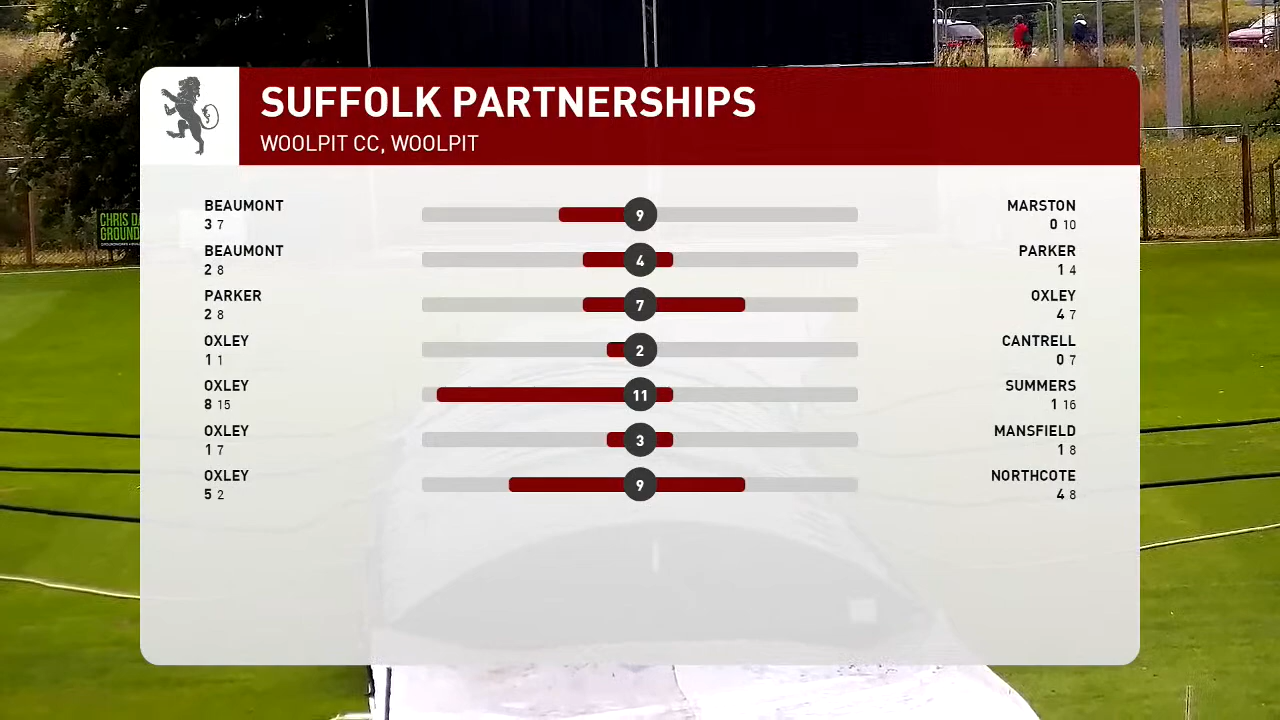 SUFFOLK PARTNERSHIPS
WOOLPIT CC, WOOLPIT
BEAUMONT 9 MARSTON
3 7 0 10
BEAUMONT 4 PARKER
2 8 1 4
PARKER 7 OXLEY
2 8 4 7
OXLEY 2 CANTRELL
1 1 0 7
OXLEY 11 SUMMERS
8 15 1 16
OXLEY 3 MANSFIELD
1 7 1 8
OXLEY 9 NORTHCOTE
5 2 4 8
CHRIS
GROUND